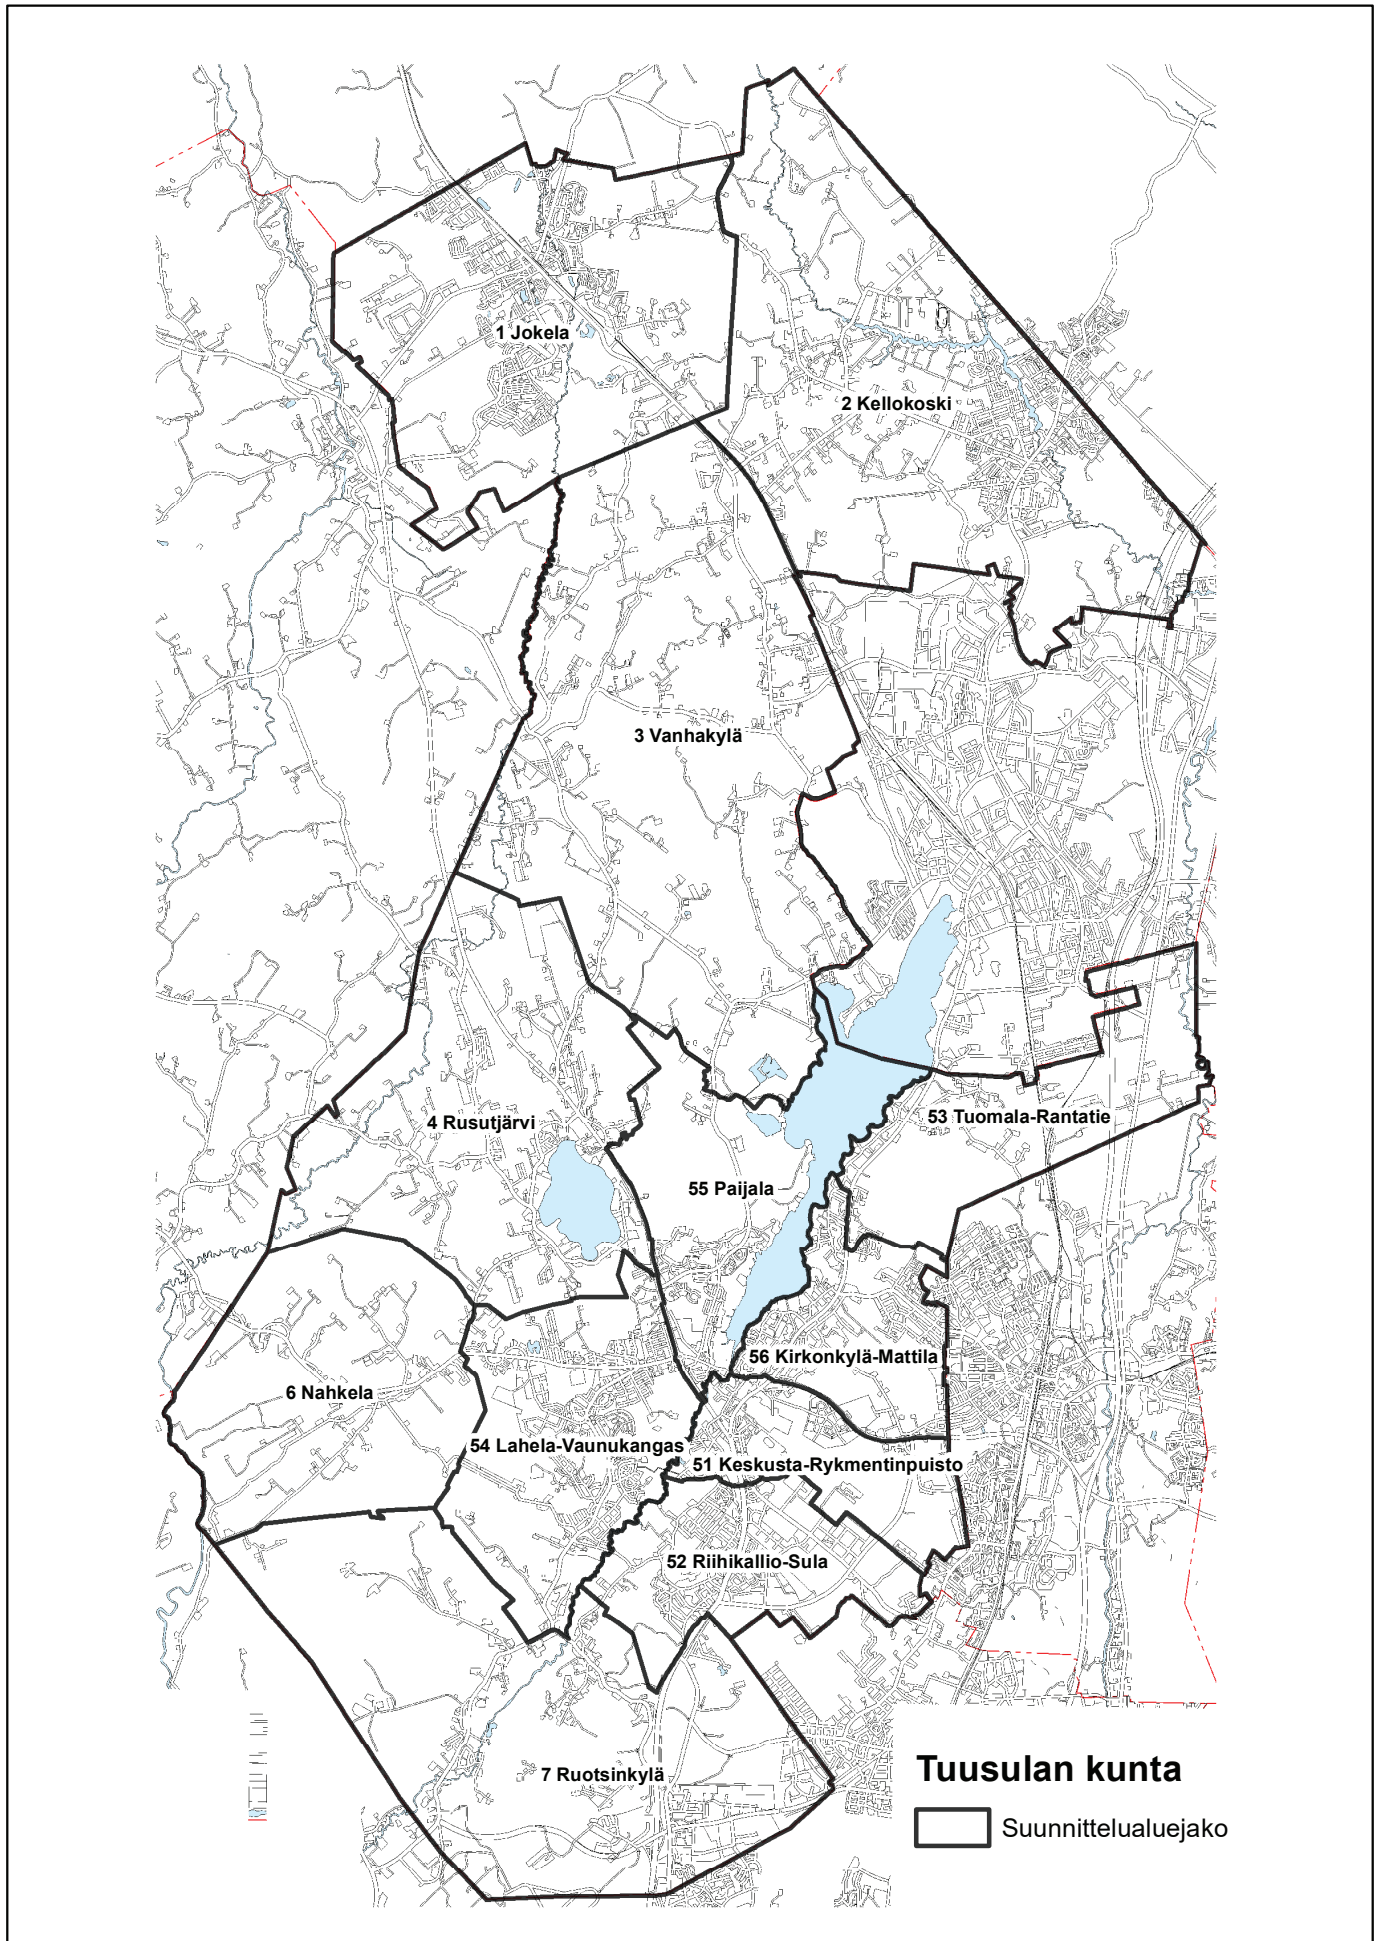 1 Jokela
2 Kellokoski
3 Vanhakylä
53 Tuomala-Rantatie
4 Rusutjärvi
55 Paijala
56 Kirkonkylä-Mattila
6 Nahkela
54 Lahela-Vaunukangas
51 Keskusta-Rykmentinpuisto
52 Riihikallio-Sula
7 Ruotsinkylä
Tuusulan kunta
Suunnittelualuejako